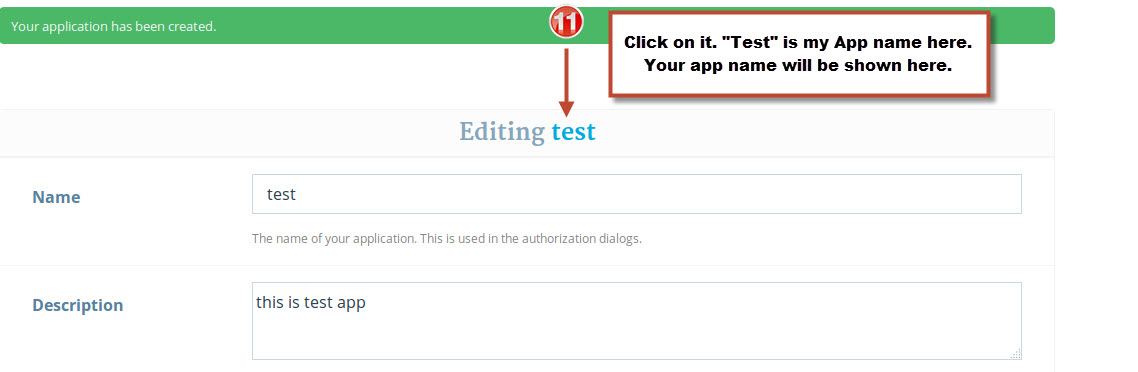 Your application has been created.
11
Click on it. "Test" is my App name here.
Your app name will be shown here.
Editing test
Name
test
The name of your application. This is used in the authorization dialogs.
Description
this is test app